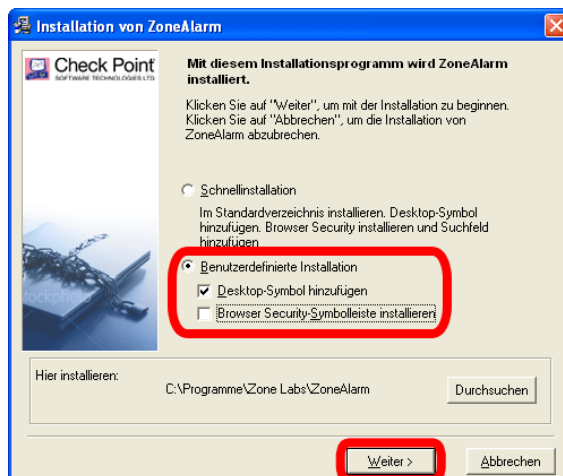 Installation von ZoneAlarm
Check Point
SOFTWARE TECHNOLOGIES LTD.
Mit diesem Installationsprogramm wird ZoneAlarm
installiert.
Klicken Sie auf "Weiter", um mit der Installation zu beginnen.
Klicken Sie auf "Abbrechen", um die Installation von
ZoneAlarm abzubrechen.
Schnellinstallation
Im Standardverzeichnis installieren. Desktop-Symbol
hinzufügen. Browser Security installieren und Suchfeld
hinzufügen
Benutzerdefinierte Installation
Desktop-Symbol hinzufügen
Browser Security-Symbolleiste installieren
Hier installieren:
C:\Programme\Zone Labs\ZoneAlarm
Durchsuchen
Weiter >
Abbrechen